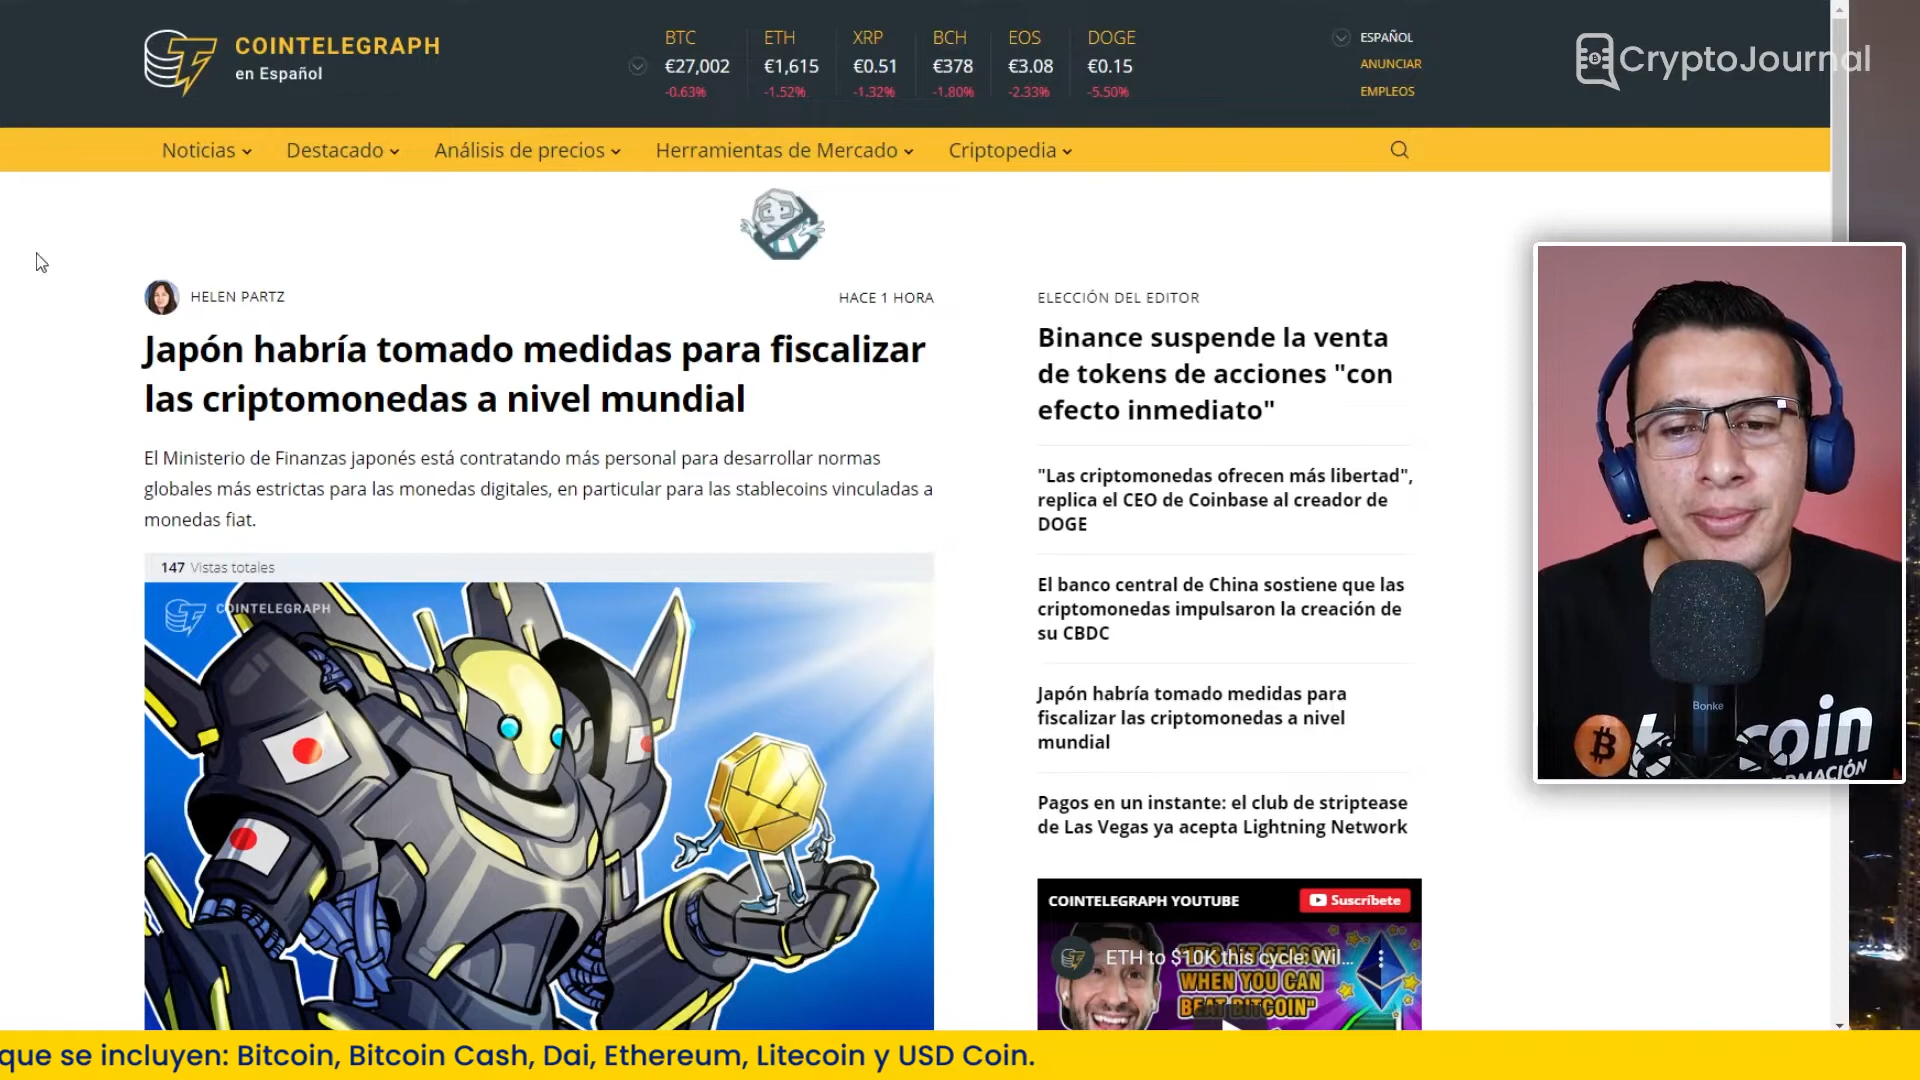 COINTELEGRAPH
en Español
BTC ETH XRP BCH EOS DOGE
€27,002 €1,615 €0.51 €378 €3.08 €0.15
-0.63% -1.52% -1.32% -1.80% -2.33% -5.50%
ESPAÑOL
ANUNCIAR
EMPLEOS
CryptoJournal
Noticias Destacado Análisis de precios Herramientas de Mercado Criptopedia
HELEN PARTZ
HACE 1 HORA
Japón habría tomado medidas para fiscalizar
las criptomonedas a nivel mundial
El Ministerio de Finanzas japonés está contratando más personal para desarrollar normas
globales más estrictas para las monedas digitales, en particular para las stablecoins vinculadas a
monedas fiat.
147 Vistas totales
COINTELEGRAPH
ELECCIÓN DEL EDITOR
Binance suspende la venta
de tokens de acciones "con
efecto inmediato"
"Las criptomonedas ofrecen más libertad",
replica el CEO de Coinbase al creador de
DOGE
El banco central de China sostiene que las
criptomonedas impulsaron la creación de
su CBDC
Japón habría tomado medidas para
fiscalizar las criptomonedas a nivel
mundial
Pagos en un instante: el club de striptease
de Las Vegas ya acepta Lightning Network
COINTELEGRAPH YOUTUBE
Suscríbete
ETH to $10K this cycle: Wil...
"IT'S ALT SEASON
WHEN YOU CAN
BEAT BITCOIN"
Bonke
que se incluyen: Bitcoin, Bitcoin Cash, Dai, Ethereum, Litecoin y USD Coin.